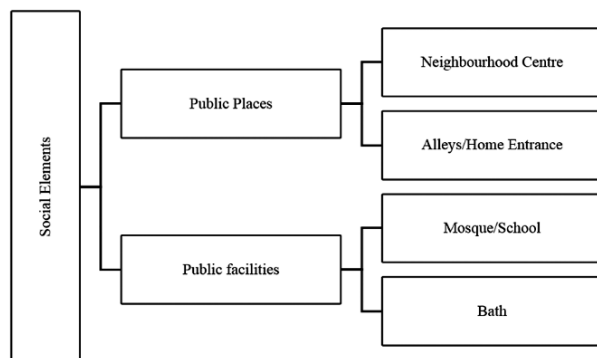 Social Elements
Public Places
Neighbourhood Centre
Alleys/Home Entrance
Public facilities
Mosque/School
Bath